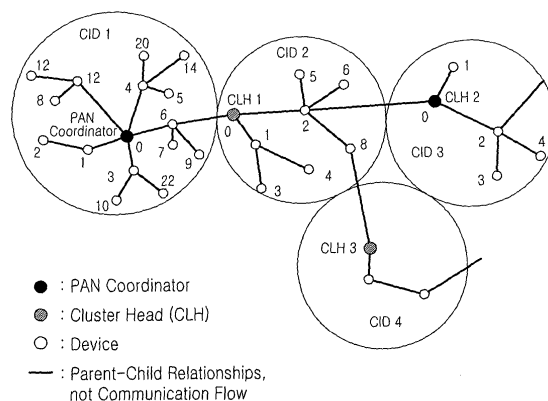 CID 1
12
12
8
20
14
4
5
PAN
Coordinator
0
6
7
9
2
1
3
10
22
CID 2
CLH 1
0
5
6
2
1
3
4
8
1
CLH 2
0
CID 3
2
3
4
CLH 3
CID 4
: PAN Coordinator
: Cluster Head (CLH)
: Device
: Parent-Child Relationships,
not Communication Flow